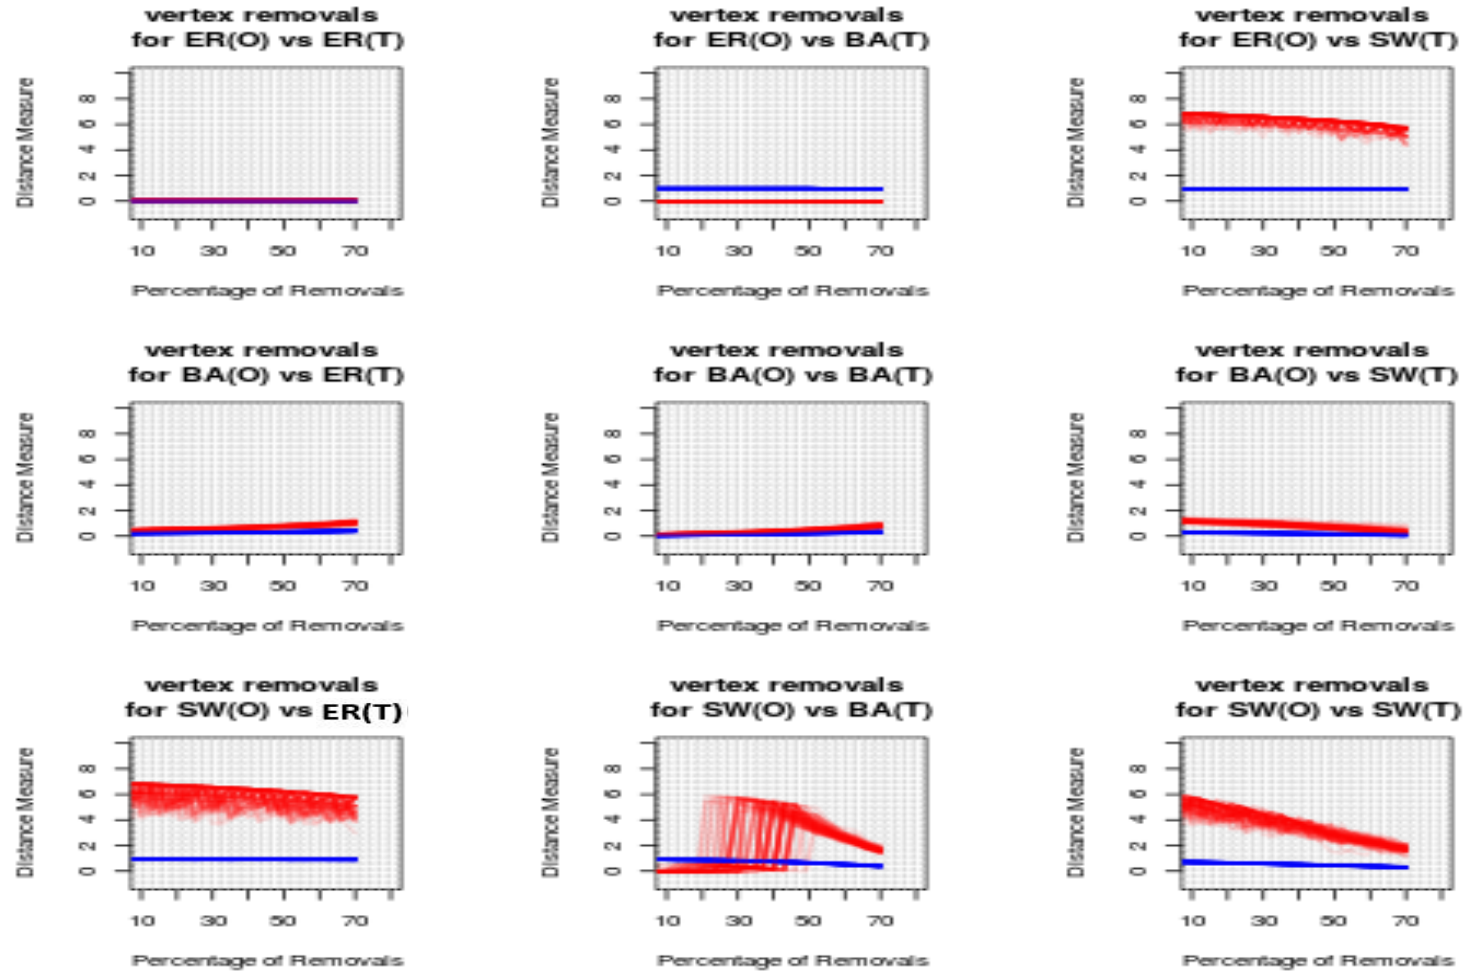 vertex removals
for ER(O) vs ER(T)
Distance Measure
0 2 4 6 8
10 30 50 70
Percentage of Removals
vertex removals
for ER(O) vs BA(T)
Distance Measure
0 2 4 6 8
10 30 50 70
Percentage of Removals
vertex removals
for ER(O) vs SW(T)
Distance Measure
0 2 4 6 8
10 30 50 70
Percentage of Removals
vertex removals
for BA(O) vs ER(T)
Distance Measure
0 2 4 6 8
10 30 50 70
Percentage of Removals
vertex removals
for BA(O) vs BA(T)
Distance Measure
0 2 4 6 8
10 30 50 70
Percentage of Removals
vertex removals
for BA(O) vs SW(T)
Distance Measure
0 2 4 6 8
10 30 50 70
Percentage of Removals
vertex removals
for SW(O) vs ER(T)
Distance Measure
0 2 4 6 8
10 30 50 70
Percentage of Removals
vertex removals
for SW(O) vs BA(T)
Distance Measure
0 2 4 6 8
10 30 50 70
Percentage of Removals
vertex removals
for SW(O) vs SW(T)
Distance Measure
0 2 4 6 8
10 30 50 70
Percentage of Removals